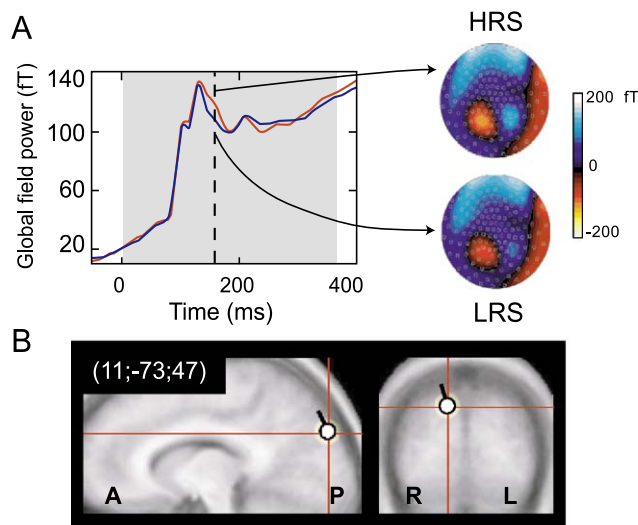 A
HRS
Global field power (fT)
140
100
60
20
0
200
400
Time (ms)
200 fT
0
-200
LRS
B
(11;-73;47)
A
P
R
L